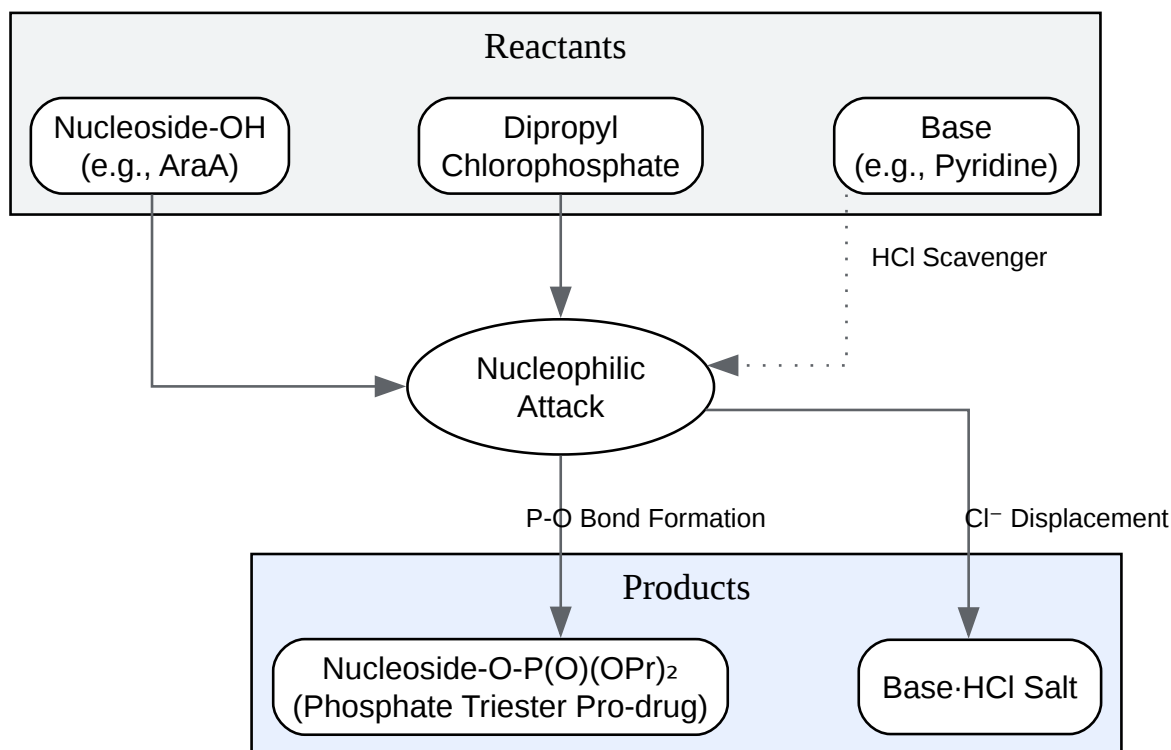 Reactants
Nucleoside-OH
(e.g., AraA)
Dipropyl
Chlorophosphate
Base
(e.g., Pyridine)
HCl Scavenger
Nucleophilic
Attack
P-O Bond Formation
Cl⁻ Displacement
Products
Nucleoside-O-P(O)(OPr)₂
(Phosphate Triester Pro-drug)
Base·HCl Salt